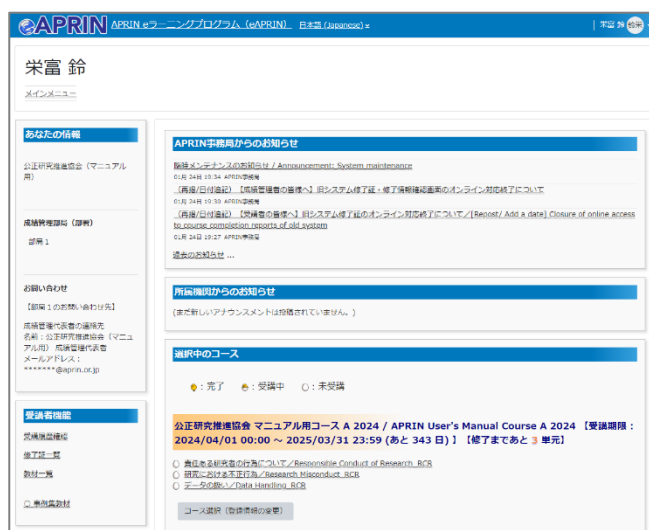 eAPRIN APRIN eラーニングプログラム（eAPRIN） 日本語 (Japanese)
栄富 鈴
栄富 鈴
メインメニュー
あなたの情報
公正研究推進協会（マニュアル
用）
成績管理部局（部署）
部局１
お問い合わせ
【部局１のお問い合わせ先】
成績管理代表者の連絡先
名前：公正研究推進協会（マニュ
アル用） 成績管理代表者
メールアドレス：
*******@aprin.or.jp
受講者機能
受講履歴確認
修了証一覧
教材一覧
事例集教材
APRIN事務局からのお知らせ
臨時メンテナンスのお知らせ / Announcement: System maintenance
01月 24日 10:34 APRIN事務局
（再掲/日付追記）【成績管理者の皆様へ】旧システム修了証・修了情報確認画面のオンライン対応終了について
01月 24日 10:30 APRIN事務局
（再掲/日付追記）【受講者の皆様へ】旧システム修了証のオンライン対応終了について／[Repost/ Add a date] Closure of online access
to course completion reports of old system
01月 24日 10:27 APRIN事務局
過去のお知らせ ...
所属機関からのお知らせ
(まだ新しいアナウンスメントは投稿されていません。)
選択中のコース
：完了 ：受講中 ：未受講
公正研究推進協会 マニュアル用コース A 2024 / APRIN User's Manual Course A 2024 【受講期限：
2024/04/01 00:00 ～ 2025/03/31 23:59 (あと 343 日) 】【修了まであと 3 単元】
責任ある研究者の行為について／Responsible Conduct of Research_RCR
研究における不正行為／Research Misconduct_RCR
データの扱い／Data Handling_RCR
コース選択（登録情報の変更）